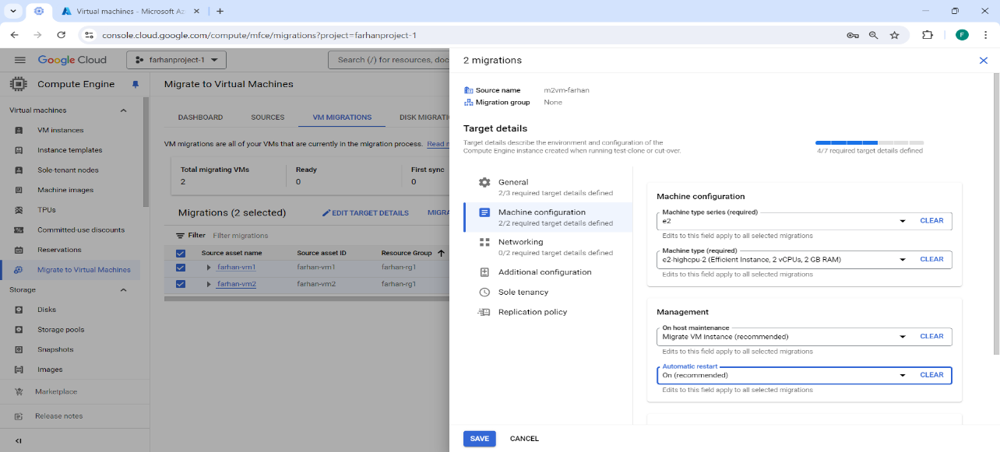 Virtual machines - Microsoft Az
console.cloud.google.com/compute/mfce/migrations?project=farhanproject-1
F
Google Cloud
farhanproject-1
Search (/) for resources, doc
Compute Engine
Virtual machines
VM instances
Instance templates
Sole-tenant nodes
Machine images
TPUs
Committed-use discounts
Reservations
Migrate to Virtual Machines
Storage
Disks
Storage pools
Snapshots
Images
Marketplace
Release notes
Migrate to Virtual Machines
DASHBOARD
SOURCES
VM MIGRATIONS
DISK MIGRATI
VM migrations are all of your VMs that are currently in the migration process. Read m
Total migrating VMs
2
Ready
0
First sync
0
Migrations (2 selected)
EDIT TARGET DETAILS
MIGRA
Filter Filter migrations
Source asset name Source asset ID Resource Group
farhan-vm1 farhan-vm1 farhan-rg1
farhan-vm2 farhan-vm2 farhan-rg1
2 migrations
Source name m2vm-farhan
Migration group None
Target details
Target details describe the environment and configuration of the
Compute Engine instance created when running test-clone or cut-over.
4/7 required target details defined
General
2/3 required target details defined
Machine configuration
2/2 required target details defined
Networking
0/2 required target details defined
Additional configuration
Sole tenancy
Replication policy
Machine configuration
Machine type series (required)
e2
CLEAR
Edits to this field apply to all selected migrations
Machine type (required)
e2-highcpu-2 (Efficient Instance, 2 vCPUs, 2 GB RAM)
CLEAR
Edits to this field apply to all selected migrations
Management
On host maintenance
Migrate VM instance (recommended)
CLEAR
Edits to this field apply to all selected migrations
Automatic restart
On (recommended)
CLEAR
Edits to this field apply to all selected migrations
SAVE
CANCEL